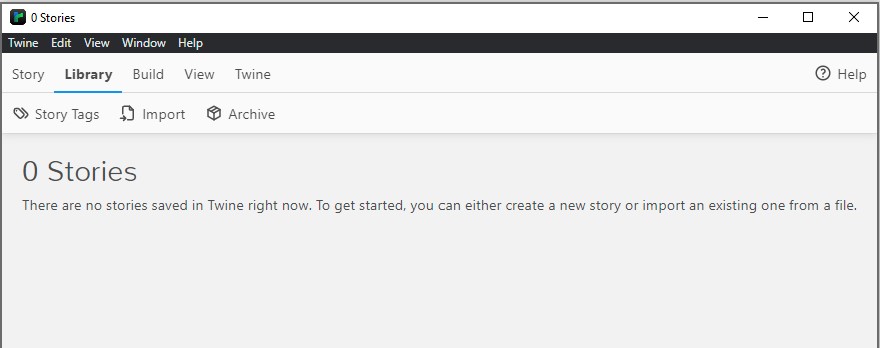 0 Stories
Twine Edit View Window Help
Story Library Build View Twine Help
Story Tags Import Archive
0 Stories
There are no stories saved in Twine right now. To get started, you can either create a new story or import an existing one from a file.